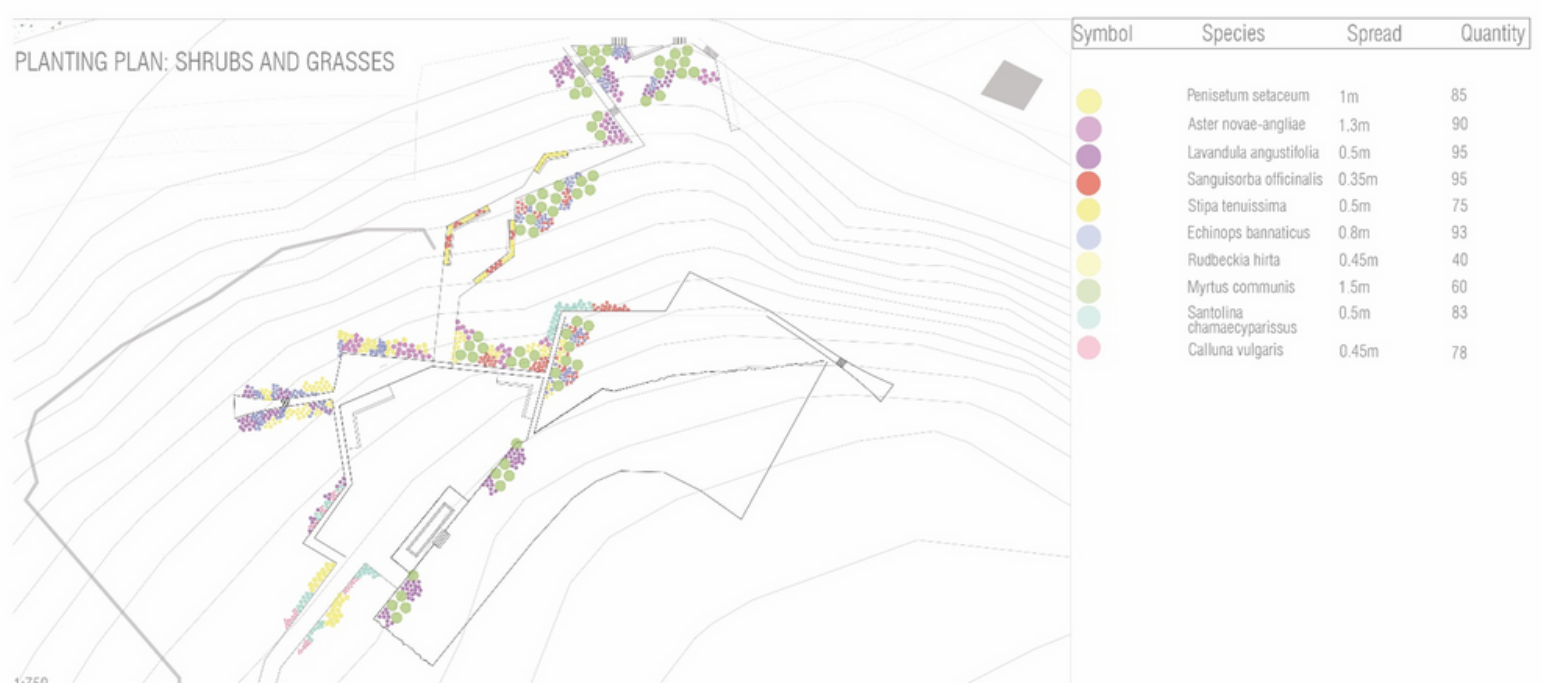 PLANTING PLAN: SHRUBS AND GRASSES
Symbol Species Spread Quantity
Penisetum setaceum 1m 85
Aster novae-angliae 1.3m 90
Lavandula angustifolia 0.5m 95
Sanguisorba officinalis 0.35m 95
Stipa tenuissima 0.5m 75
Echinops bannaticus 0.8m 93
Rudbeckia hirta 0.45m 40
Myrtus communis 1.5m 60
Santolina 0.5m 83
chamaecyparissus
Calluna vulgaris 0.45m 78
1:750